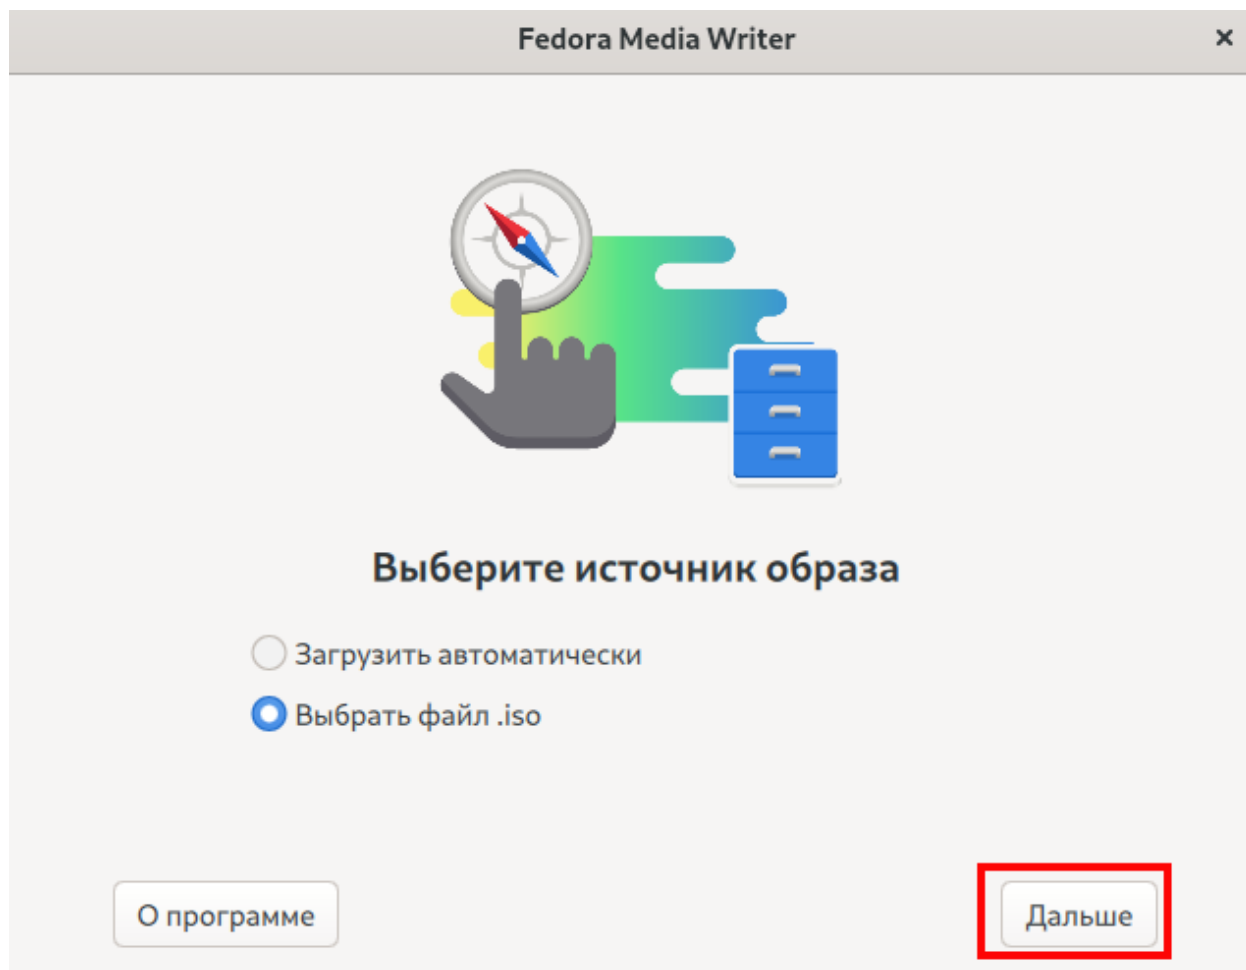 Fedora Media Writer
Выберите источник образа
Загрузить автоматически
Выбрать файл .iso
О программе
Дальше